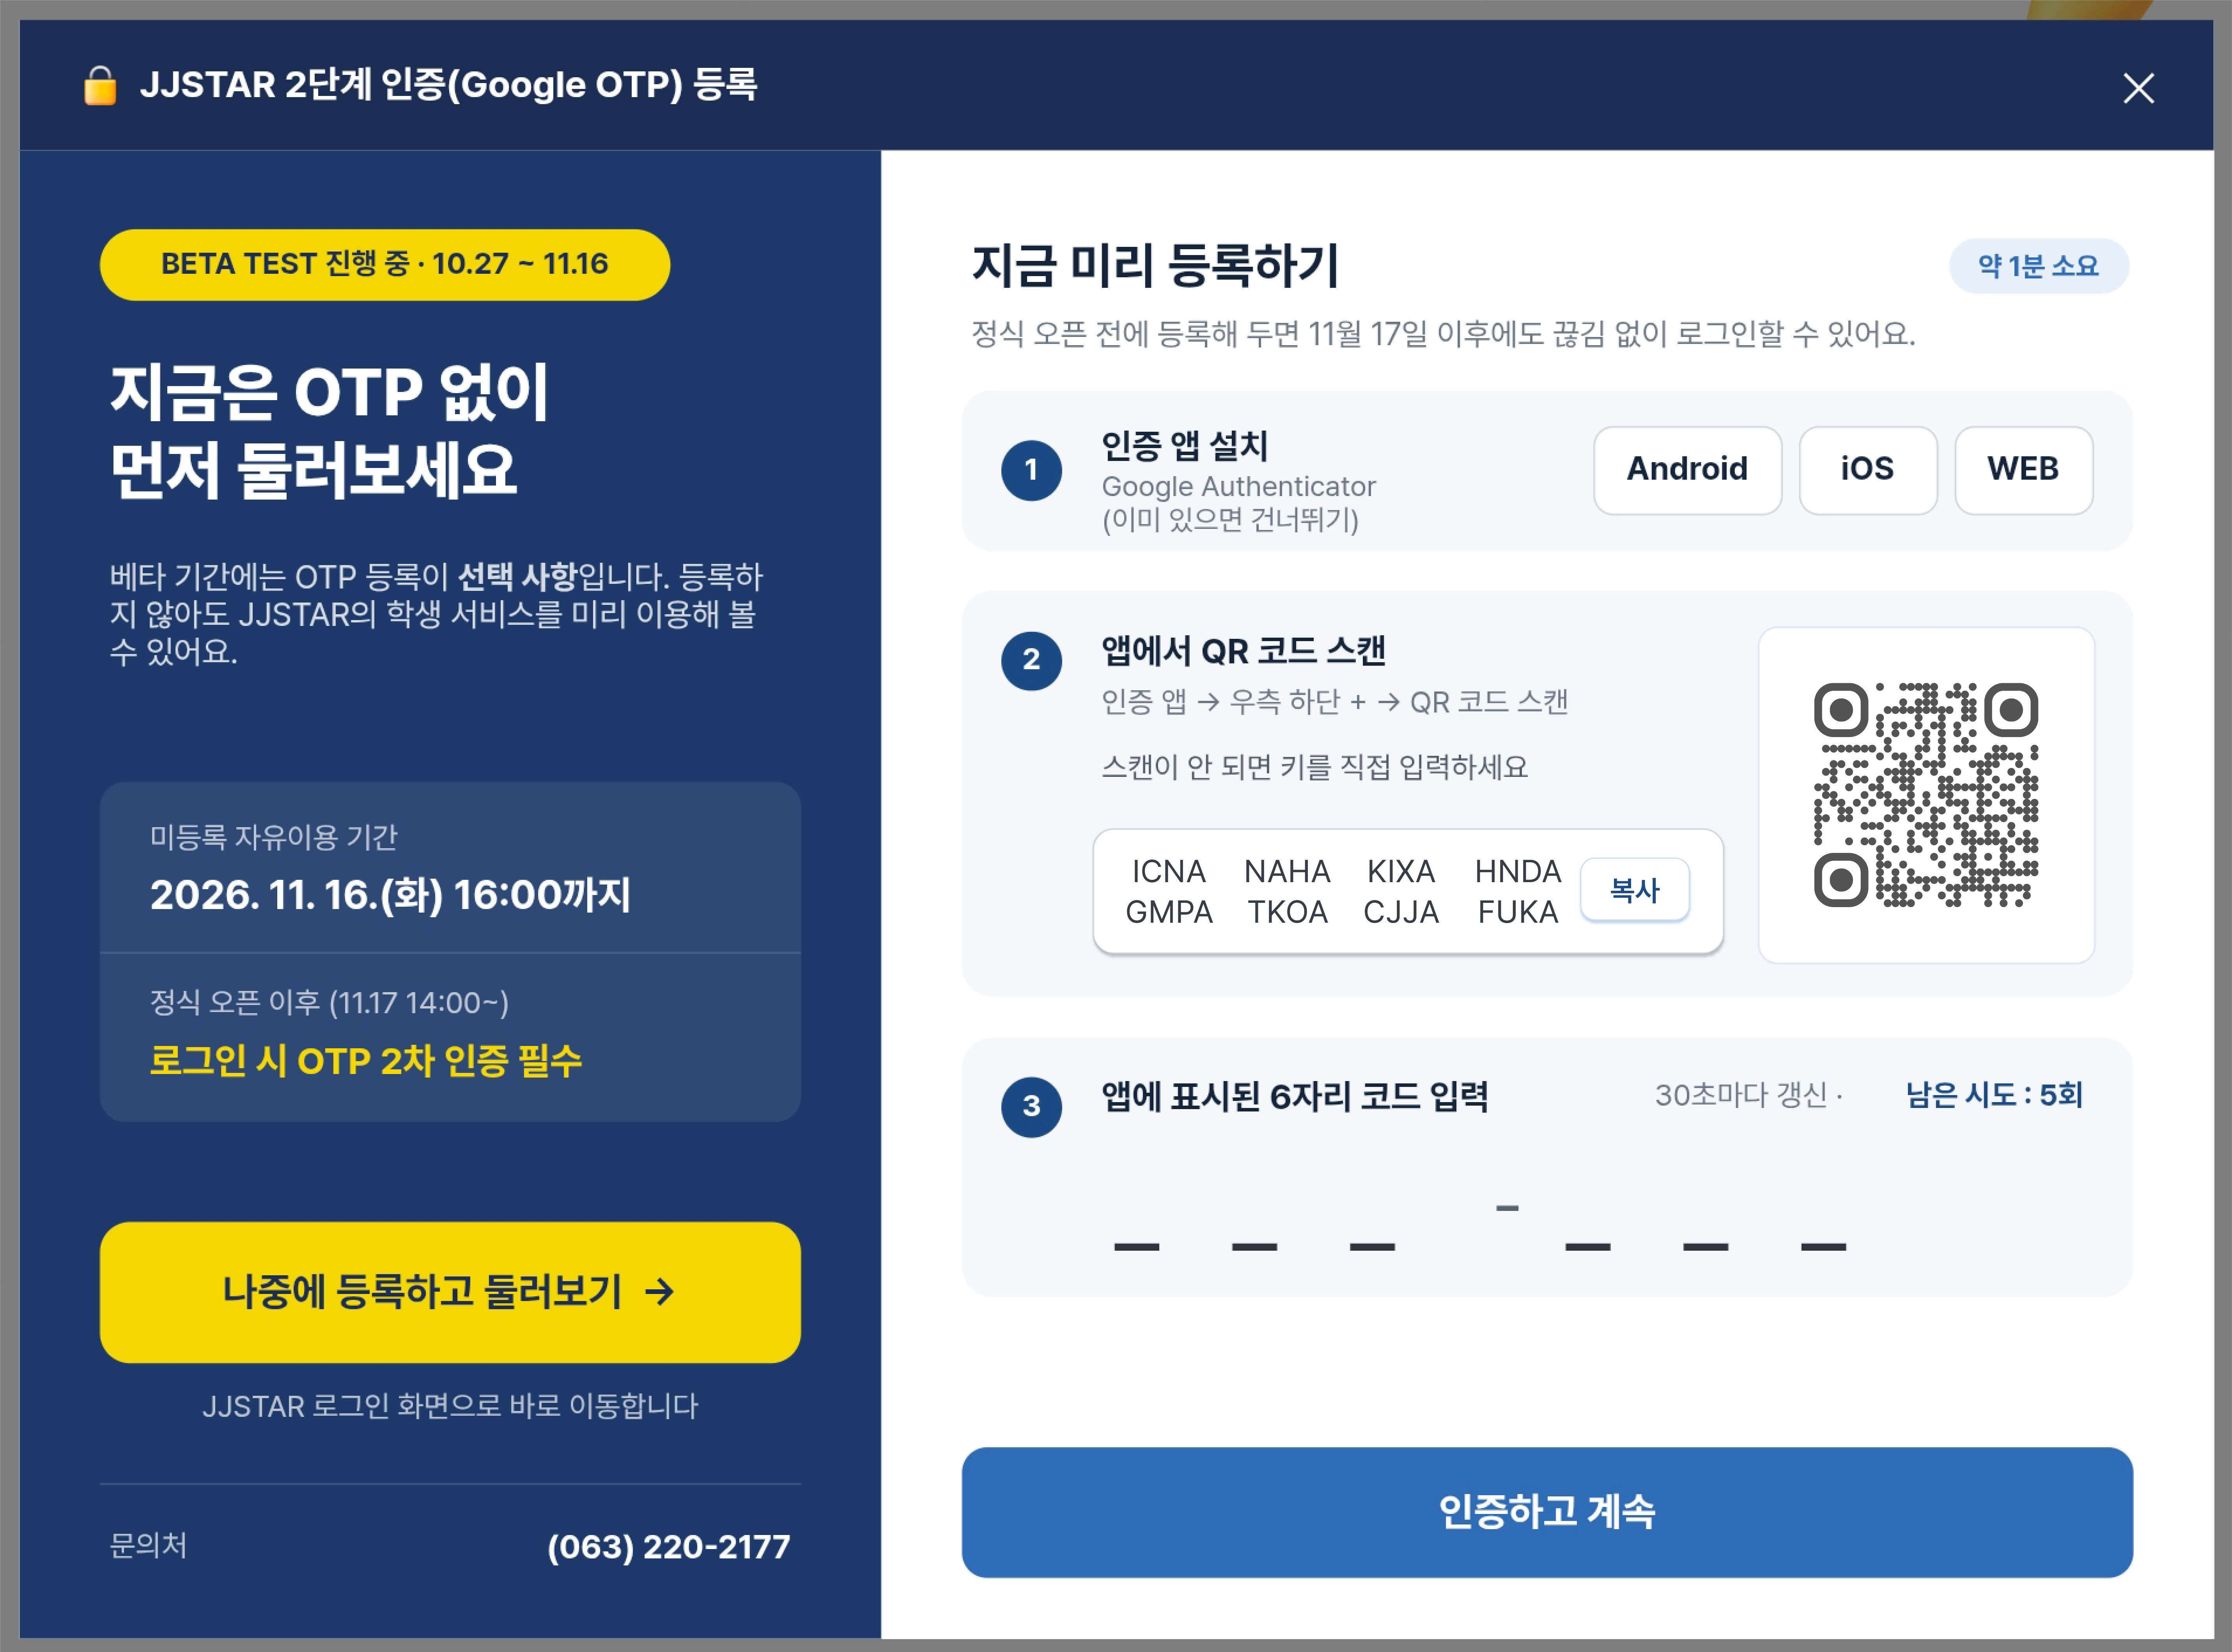 JJSTAR 2단계 인증(Google OTP) 등록
BETA TEST 진행 중 · 10.27 ~ 11.16
지금은 OTP 없이
먼저 둘러보세요
베타 기간에는 OTP 등록이 선택 사항입니다. 등록하
지 않아도 JJSTAR의 학생 서비스를 미리 이용해 볼
수 있어요.
미등록 자유이용 기간
2026. 11. 16.(화) 16:00까지
정식 오픈 이후 (11.17 14:00~)
로그인 시 OTP 2차 인증 필수
나중에 등록하고 둘러보기 →
JJSTAR 로그인 화면으로 바로 이동합니다
문의처 (063) 220-2177
지금 미리 등록하기 약 1분 소요
정식 오픈 전에 등록해 두면 11월 17일 이후에도 끊김 없이 로그인할 수 있어요.
1 인증 앱 설치
Google Authenticator
(이미 있으면 건너뛰기)
Android iOS WEB
2 앱에서 QR 코드 스캔
인증 앱 → 우측 하단 + → QR 코드 스캔
스캔이 안 되면 키를 직접 입력하세요
ICNA NAHA KIXA HNDA
GMPA TKOA CJJA FUKA
복사
3 앱에 표시된 6자리 코드 입력 30초마다 갱신 · 남은 시도 : 5회
_ _ _ - _ _ _
인증하고 계속